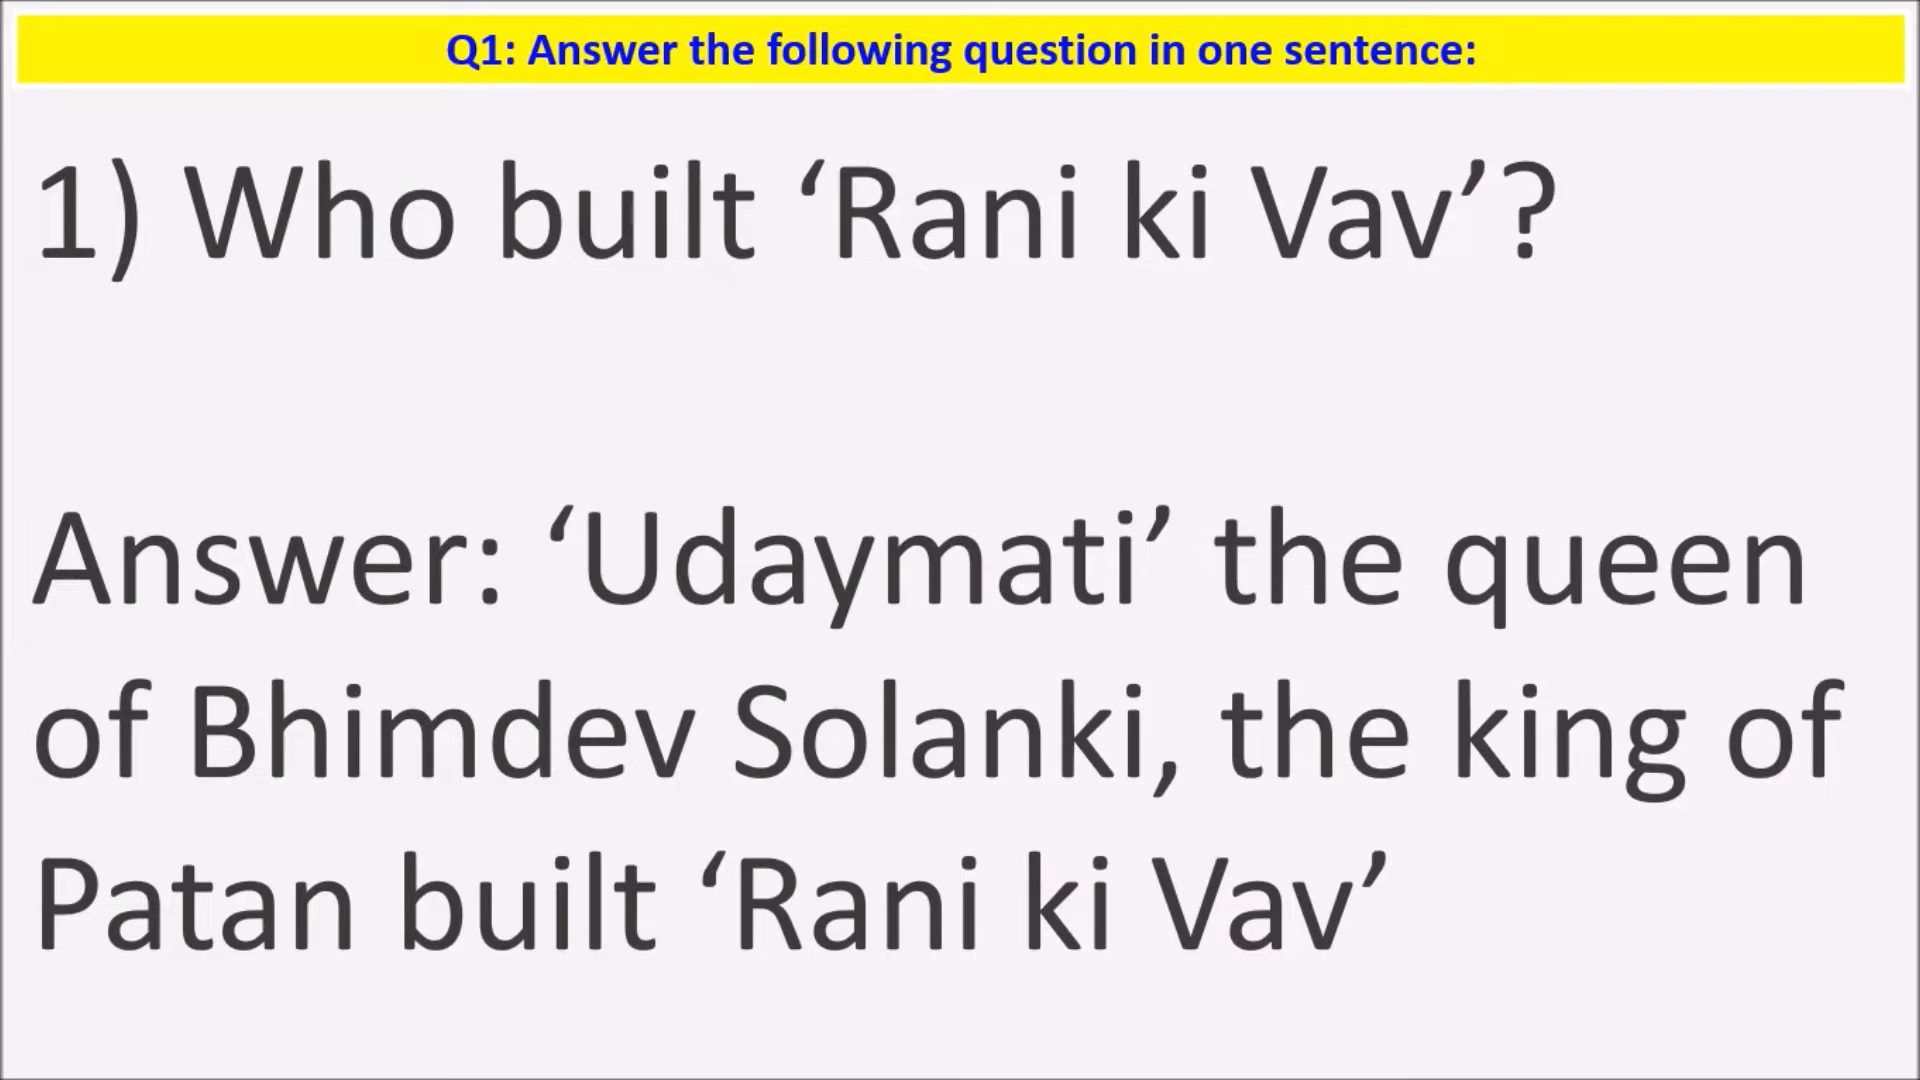 Q1: Answer the following question in one sentence:
1) Who built ‘Rani ki Vav’?
Answer: ‘Udaymati’ the queen
of Bhimdev Solanki, the king of
Patan built ‘Rani ki Vav’